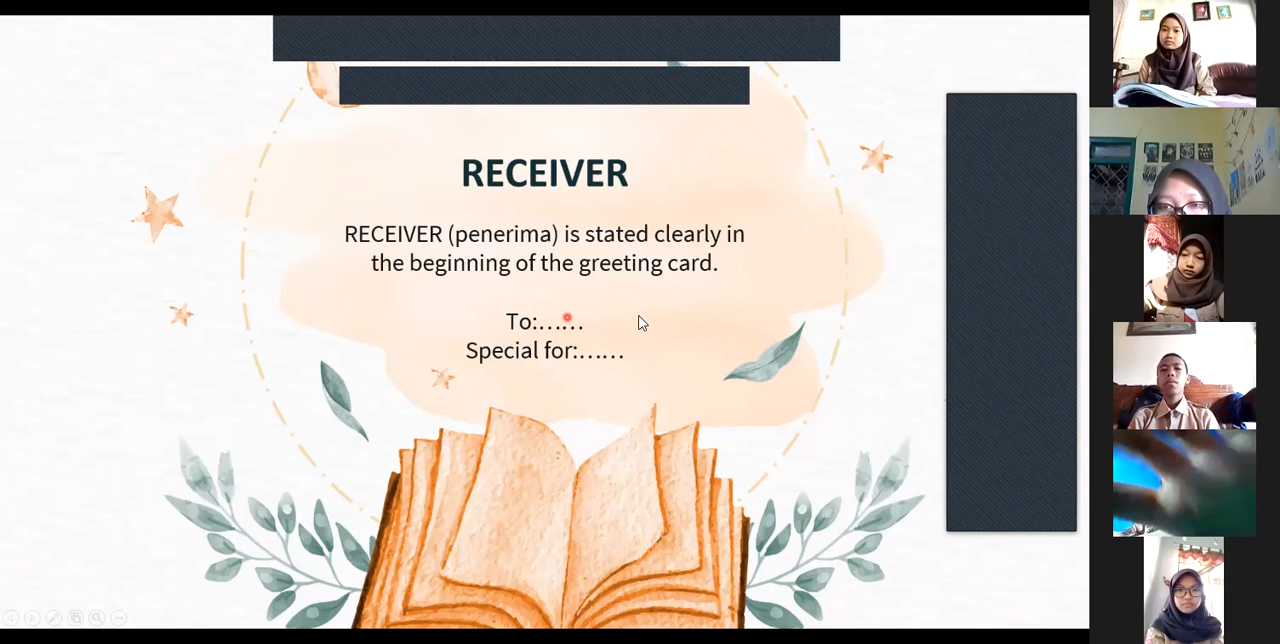 RECEIVER
RECEIVER (penerima) is stated clearly in
the beginning of the greeting card.
To:......
Special for:......